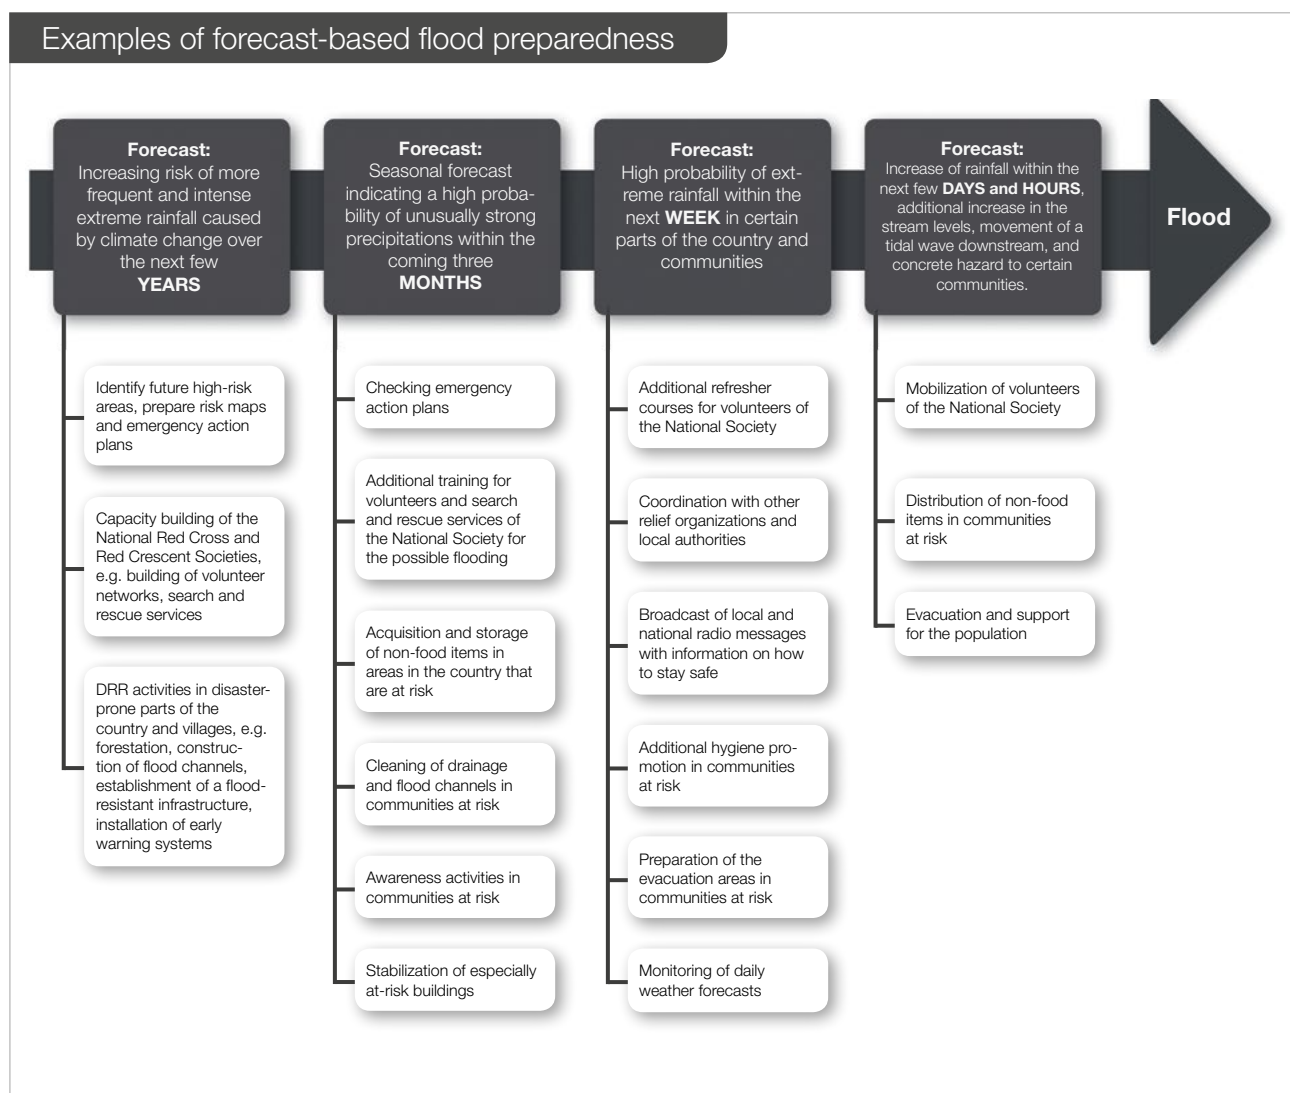 Examples of forecast-based flood preparedness
Forecast:
Increasing risk of more
frequent and intense
extreme rainfall caused
by climate change over
the next few
YEARS
Identify future high-risk
areas, prepare risk maps
and emergency action
plans
Capacity building of the
National Red Cross and
Red Crescent Societies,
e.g. building of volunteer
networks, search and
rescue services
DRR activities in disaster-
prone parts of the
country and villages, e.g.
forestation, construc-
tion of flood channels,
establishment of a flood-
resistant infrastructure,
installation of early
warning systems
Forecast:
Seasonal forecast
indicating a high proba-
bility of unusually strong
precipitations within the
coming three
MONTHS
Checking emergency
action plans
Additional training for
volunteers and search
and rescue services of
the National Society for
the possible flooding
Acquisition and storage
of non-food items in
areas in the country that
are at risk
Cleaning of drainage
and flood channels in
communities at risk
Awareness activities in
communities at risk
Stabilization of especially
at-risk buildings
Forecast:
High probability of ext-
reme rainfall within the
next WEEK in certain
parts of the country and
communities
Additional refresher
courses for volunteers of
the National Society
Coordination with other
relief organizations and
local authorities
Broadcast of local and
national radio messages
with information on how
to stay safe
Additional hygiene pro-
motion in communities
at risk
Preparation of the
evacuation areas in
communities at risk
Monitoring of daily
weather forecasts
Forecast:
Increase of rainfall within the
next few DAYS and HOURS,
additional increase in the
stream levels, movement of a
tidal wave downstream, and
concrete hazard to certain
communities.
Mobilization of volunteers
of the National Society
Distribution of non-food
items in communities
at risk
Evacuation and support
for the population
Flood